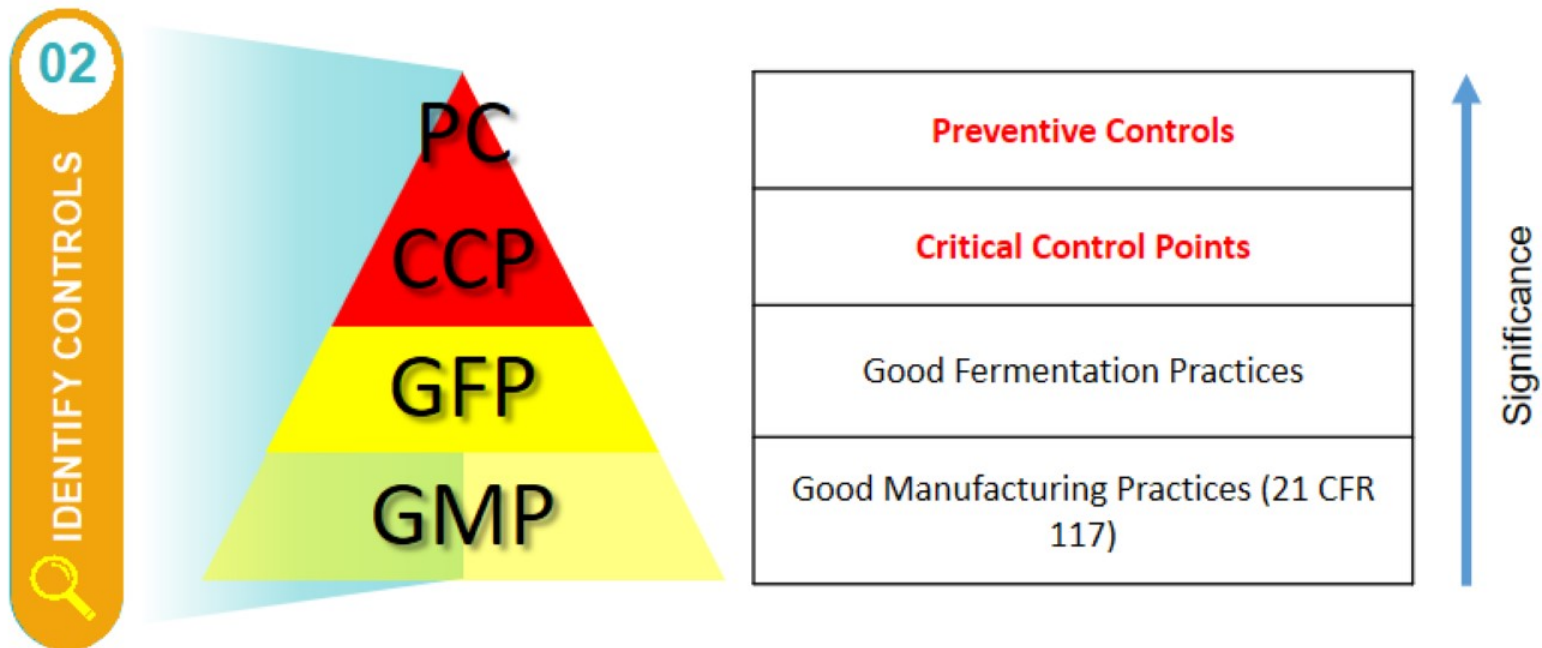 02
IDENTIFY CONTROLS
PC
CCP
GFP
GMP
Preventive Controls
Critical Control Points
Good Fermentation Practices
Good Manufacturing Practices (21 CFR
117)
Significance